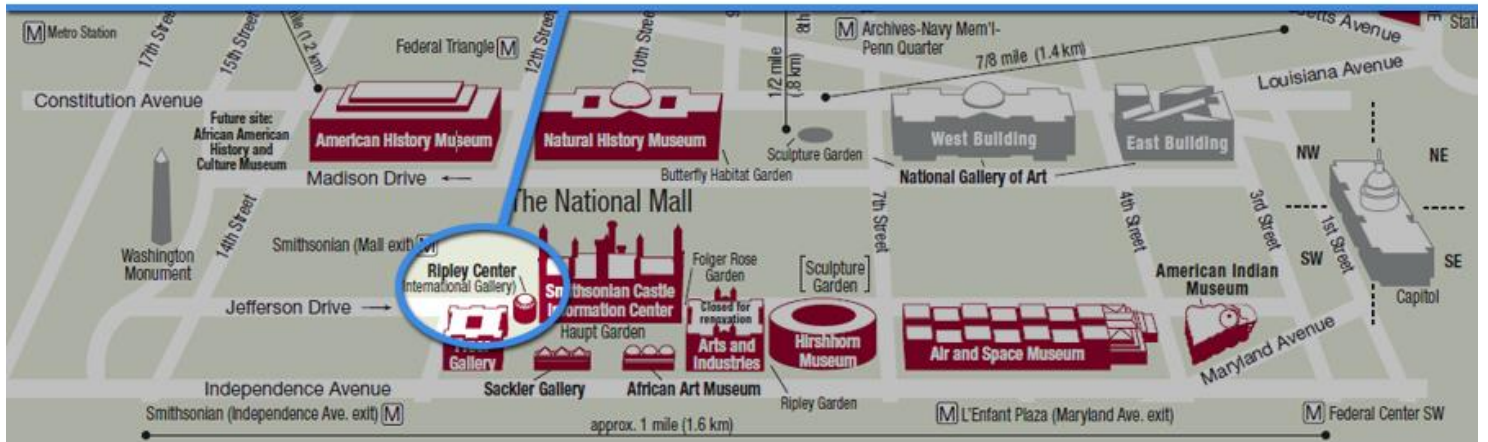 M Metro Station
17th Street
15th Street
mile (1.2 km)
Federal Triangle M
12th Street
10th Street
1/2 mile
(.8 km)
8th
M Archives-Navy Mem'l-
Penn Quarter
7/8 mile (1.4 km)
setts Avenue
Louisiana Avenue
Constitution Avenue
Future site:
African American
History and
Culture Museum
American History Museum
Natural History Museum
Sculpture Garden
West Building
East Building
Butterfly Habitat Garden
National Gallery of Art
Madison Drive
NW
NE
The National Mall
Washington
Monument
14th Street
Smithsonian (Mall exit) M
7th Street
4th Street
3rd Street
1st Street
SW
SE
Capitol
Ripley Center
(International Gallery)
Smithsonian Castle
Information Center
Folger Rose
Garden
Sculpture
Garden
American Indian
Museum
Jefferson Drive
Haupt Garden
Closed for
renovation
Arts and
Industries
Hirshhorn
Museum
Air and Space Museum
Maryland Avenue
Gallery
Sackler Gallery
African Art Museum
Independence Avenue
Ripley Garden
Smithsonian (Independence Ave. exit) M
approx. 1 mile (1.6 km)
M L'Enfant Plaza (Maryland Ave. exit)
M Federal Center SW